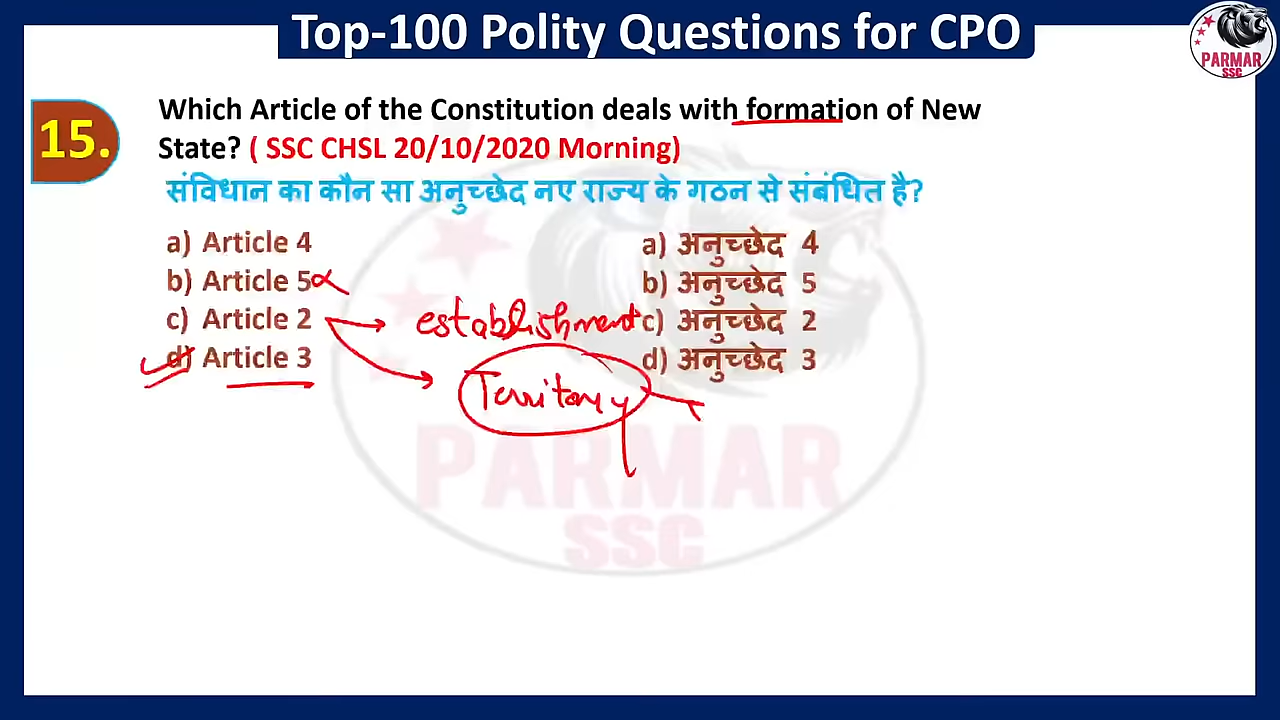 Top-100 Polity Questions for CPO
PARMAR
SSC
15.
Which Article of the Constitution deals with formation of New
State? ( SSC CHSL 20/10/2020 Morning)
संविधान का कौन सा अनुच्छेद नए राज्य के गठन से संबंधित है?
a) Article 4
b) Article 5
c) Article 2
d) Article 3
establishment
Territory
a) अनुच्छेद 4
b) अनुच्छेद 5
c) अनुच्छेद 2
d) अनुच्छेद 3
PARMAR
SSC